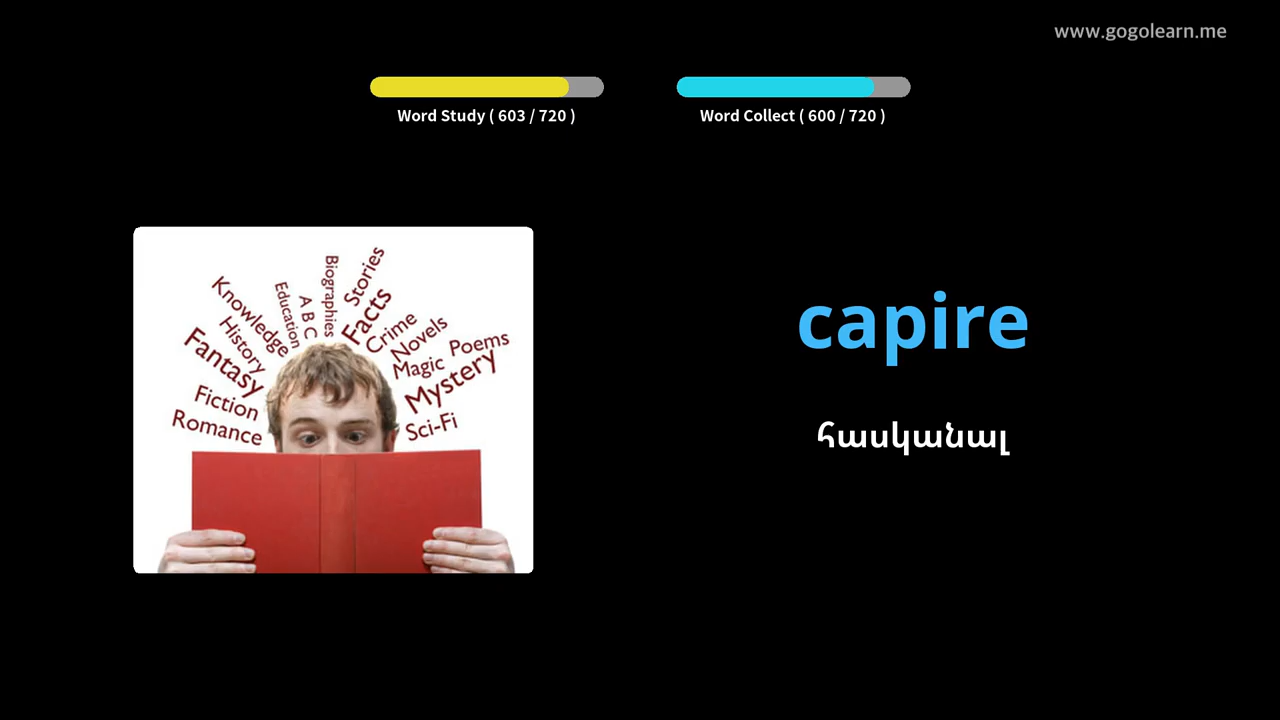 www.gogolearn.me
Word Study ( 603 / 720 )
Word Collect ( 600 / 720 )
Biographies
Stories
Education
A B C
Facts
Knowledge
History
Crime
Novels
Poems
Fantasy
Magic
Mystery
Fiction
Romance
Sci-Fi
capire
հասկանալ